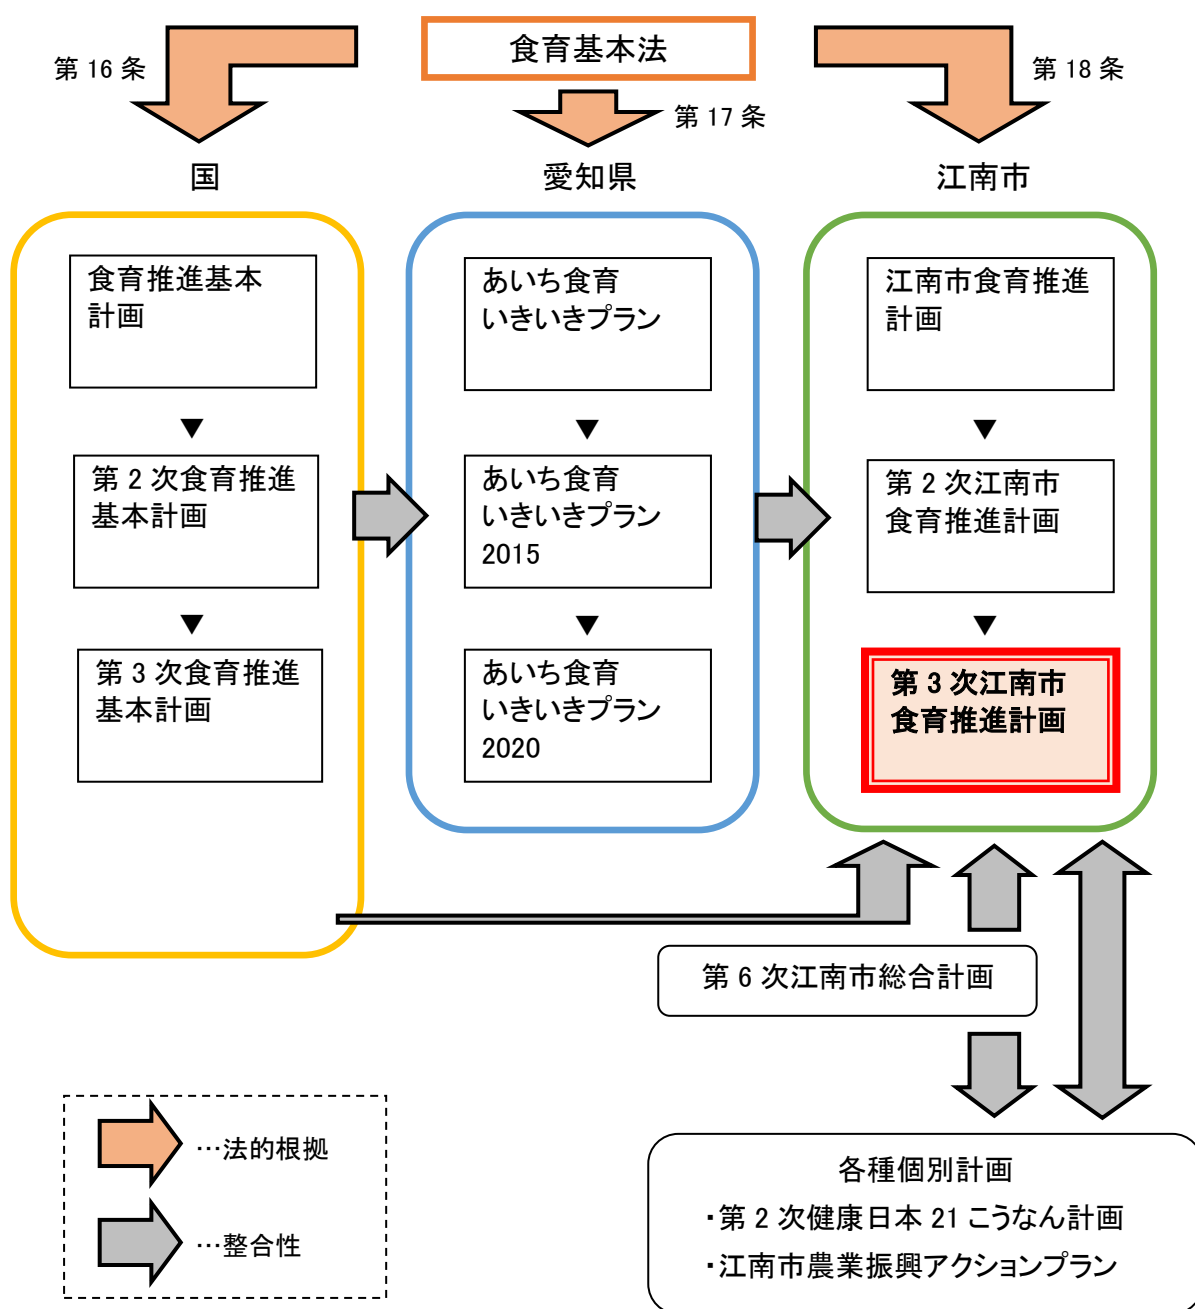 食育基本法
第 16 条
第 17 条
第 18 条
国
愛知県
江南市
食育推進基本
計画
▼
第 2 次食育推進
基本計画
▼
第 3 次食育推進
基本計画
あいち食育
いきいきプラン
▼
あいち食育
いきいきプラン
2015
▼
あいち食育
いきいきプラン
2020
江南市食育推進
計画
▼
第 2 次江南市
食育推進計画
▼
第 3 次江南市
食育推進計画
第 6 次江南市総合計画
…法的根拠
…整合性
各種個別計画
・第 2 次健康日本 21 こうなん計画
・江南市農業振興アクションプラン